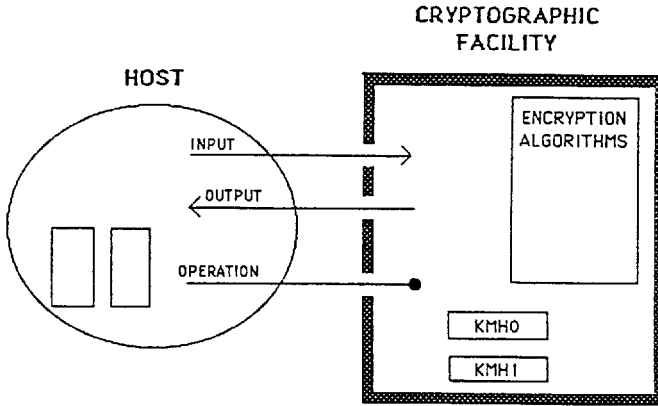 CRYPTOGRAPHIC
FACILITY
HOST
INPUT
OUTPUT
OPERATION
ENCRYPTION
ALGORITHMS
KMH0
KMH1